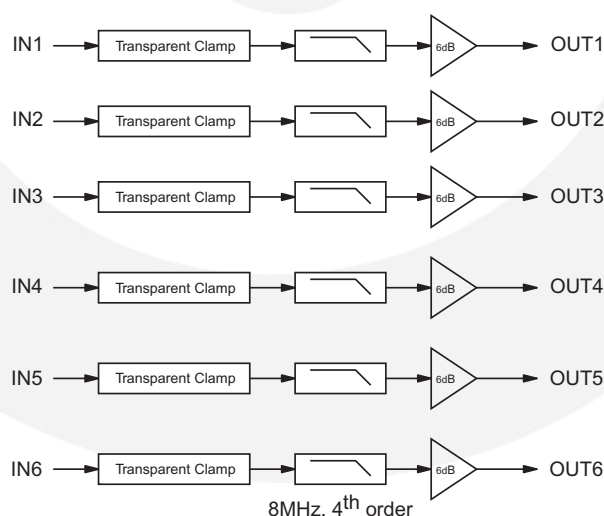 IN1 Transparent Clamp 6dB OUT1
IN2 Transparent Clamp 6dB OUT2
IN3 Transparent Clamp 6dB OUT3
IN4 Transparent Clamp 6dB OUT4
IN5 Transparent Clamp 6dB OUT5
IN6 Transparent Clamp 6dB OUT6
8MHz, 4th order